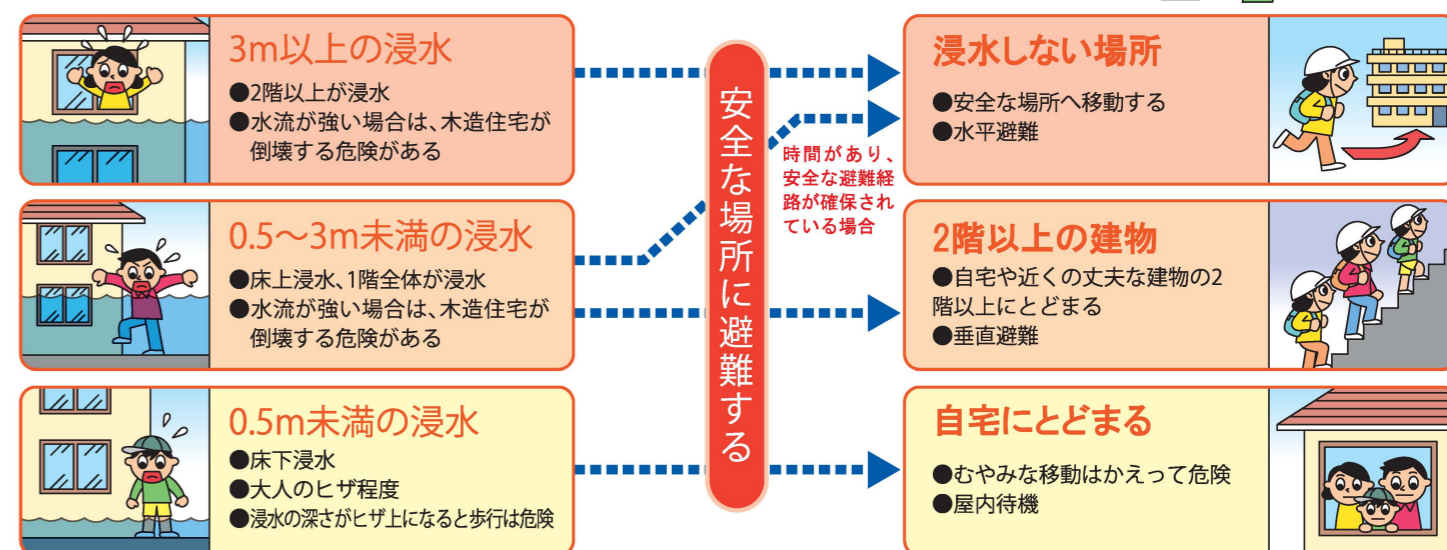 3m以上の浸水
●2階以上が浸水
●水流が強い場合は、木造住宅が
倒壊する危険がある
0.5〜3m未満の浸水
●床上浸水、1階全体が浸水
●水流が強い場合は、木造住宅が
倒壊する危険がある
0.5m未満の浸水
●床下浸水
●大人のヒザ程度
●浸水の深さがヒザ上になると歩行は危険
安全な場所に避難する
時間があり、
安全な避難経
路が確保され
ている場合
浸水しない場所
●安全な場所へ移動する
●水平避難
2階以上の建物
●自宅や近くの丈夫な建物の2
階以上にとどまる
●垂直避難
自宅にとどまる
●むやみな移動はかえって危険
●屋内待機